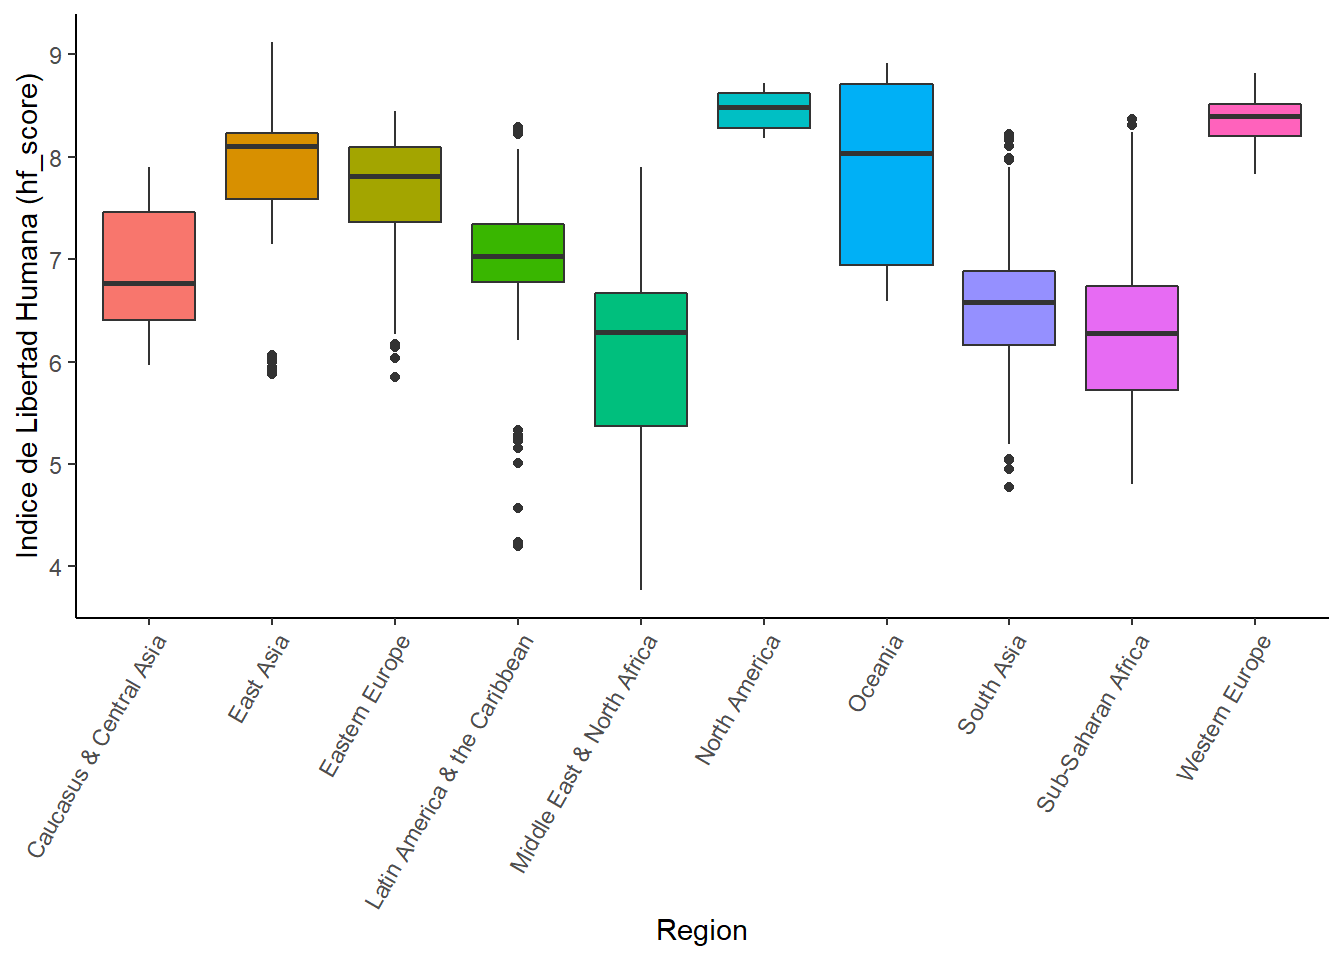 Indice de Libertad Humana (hf_score)
9
8
7
6
5
4
Caucasus & Central Asia
East Asia
Eastern Europe
Latin America & the Caribbean
Middle East & North Africa
North America
Oceania
South Asia
Sub-Saharan Africa
Western Europe
Region